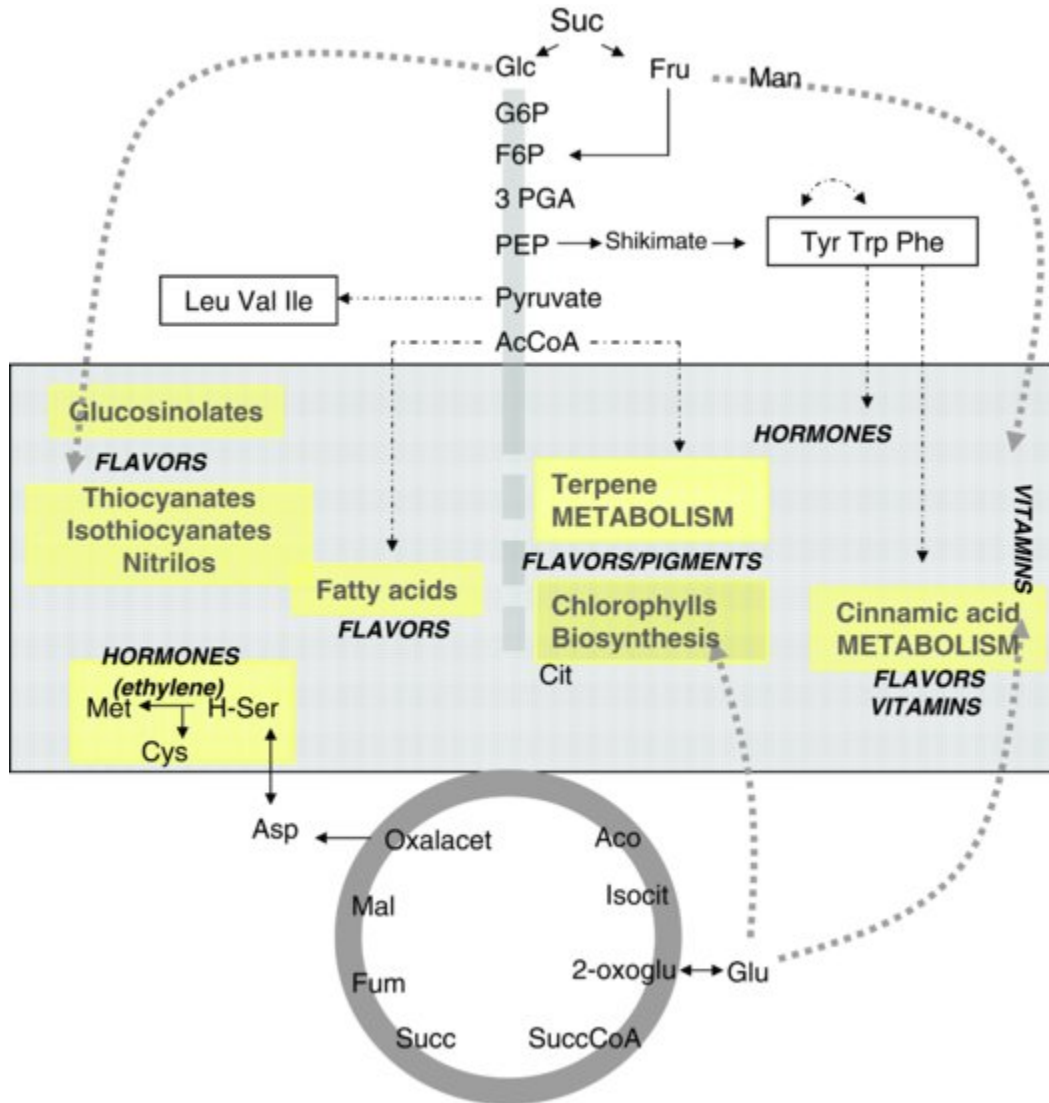 Suc
Glc
Fru
Man
G6P
F6P
3 PGA
PEP
Shikimate
Tyr Trp Phe
Leu Val Ile
Pyruvate
AcCoA
Glucosinolates
FLAVORS
Thiocyanates
Isothiocyanates
Nitrilos
Fatty acids
FLAVORS
HORMONES
Terpene
METABOLISM
FLAVORS/PIGMENTS
Chlorophylls
Biosynthesis
Cit
VITAMINS
Cinnamic acid
METABOLISM
FLAVORS
VITAMINS
HORMONES
(ethylene)
Met
H-Ser
Cys
Asp
Oxalacet
Aco
Mal
Isocit
Fum
2-oxoglu
Glu
Succ
SuccCoA